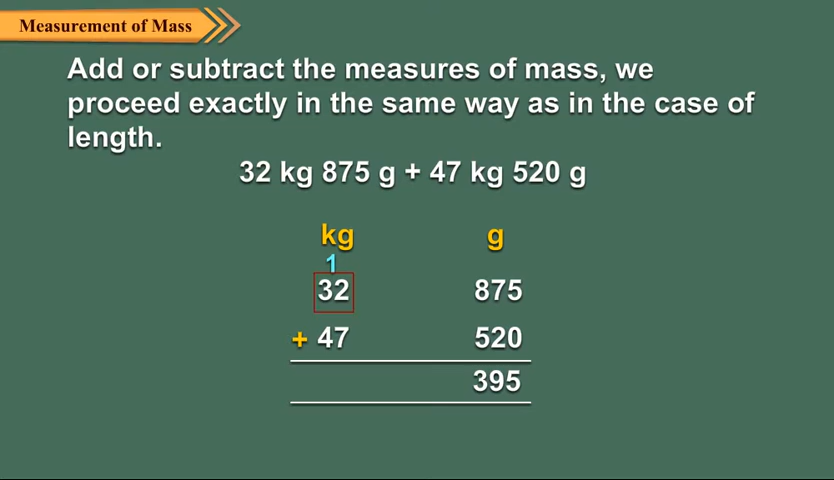 Measurement of Mass
Add or subtract the measures of mass, we
proceed exactly in the same way as in the case of
length.
32 kg 875 g + 47 kg 520 g
kg g
1
32 875
+ 47 520
395